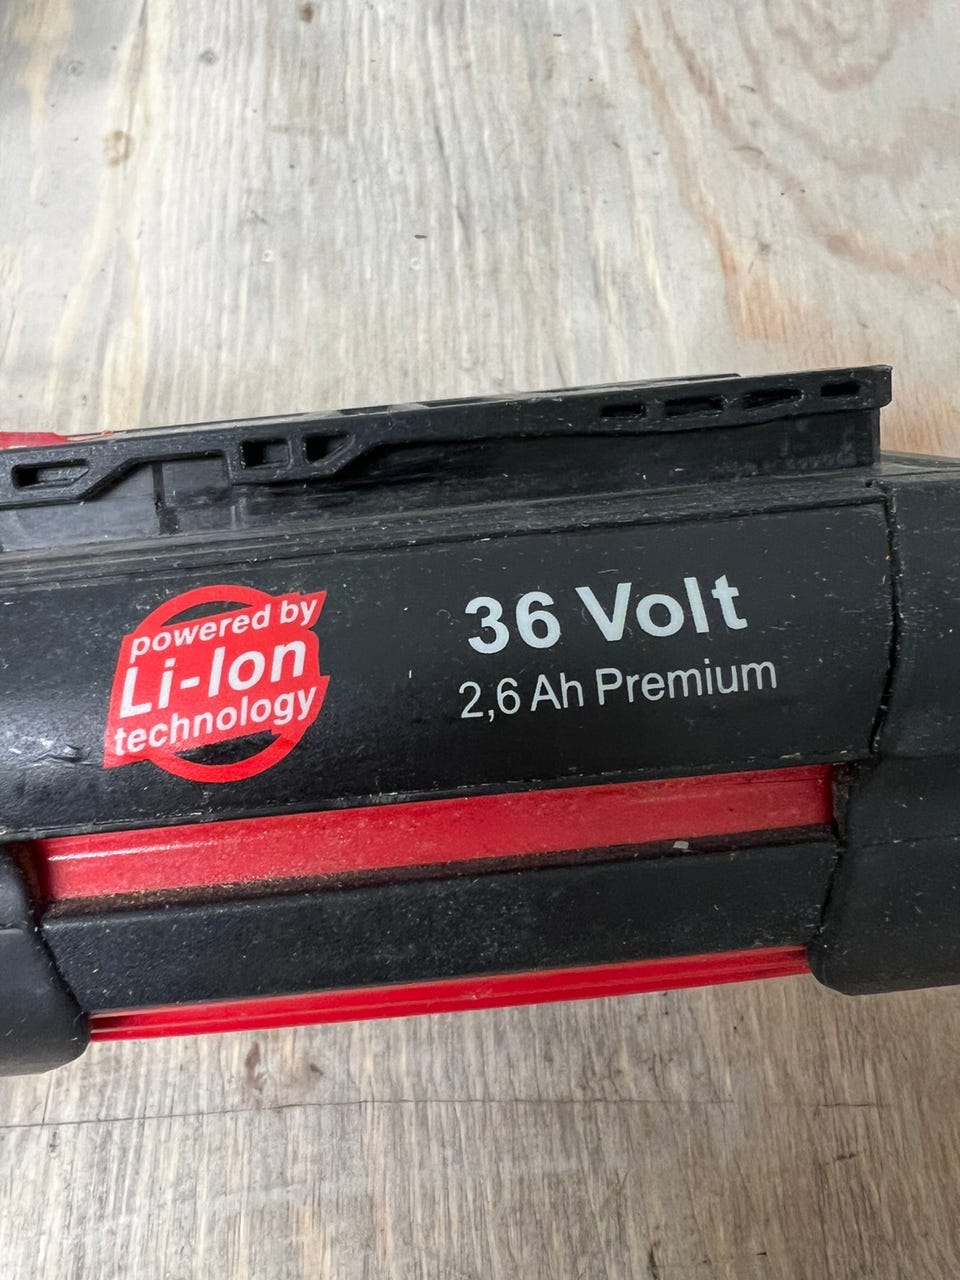 powered by
Li-Ion
technology
36 Volt
2,6 Ah Premium